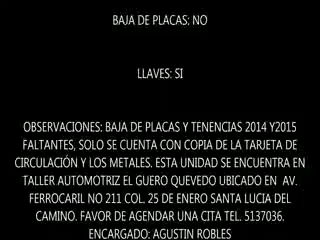 BAJA DE PLACAS: NO
LLAVES: SI
OBSERVACIONES: BAJA DE PLACAS Y TENENCIAS 2014 Y2015
FALTANTES, SOLO SE CUENTA CON COPIA DE LA TARJETA DE
CIRCULACIÓN Y LOS METALES. ESTA UNIDAD SE ENCUENTRA EN
TALLER AUTOMOTRIZ EL GUERO QUEVEDO UBICADO EN  AV.
FERROCARIL NO 211 COL. 25 DE ENERO SANTA LUCIA DEL
CAMINO. FAVOR DE AGENDAR UNA CITA TEL. 5137036.
ENCARGADO: AGUSTIN ROBLES